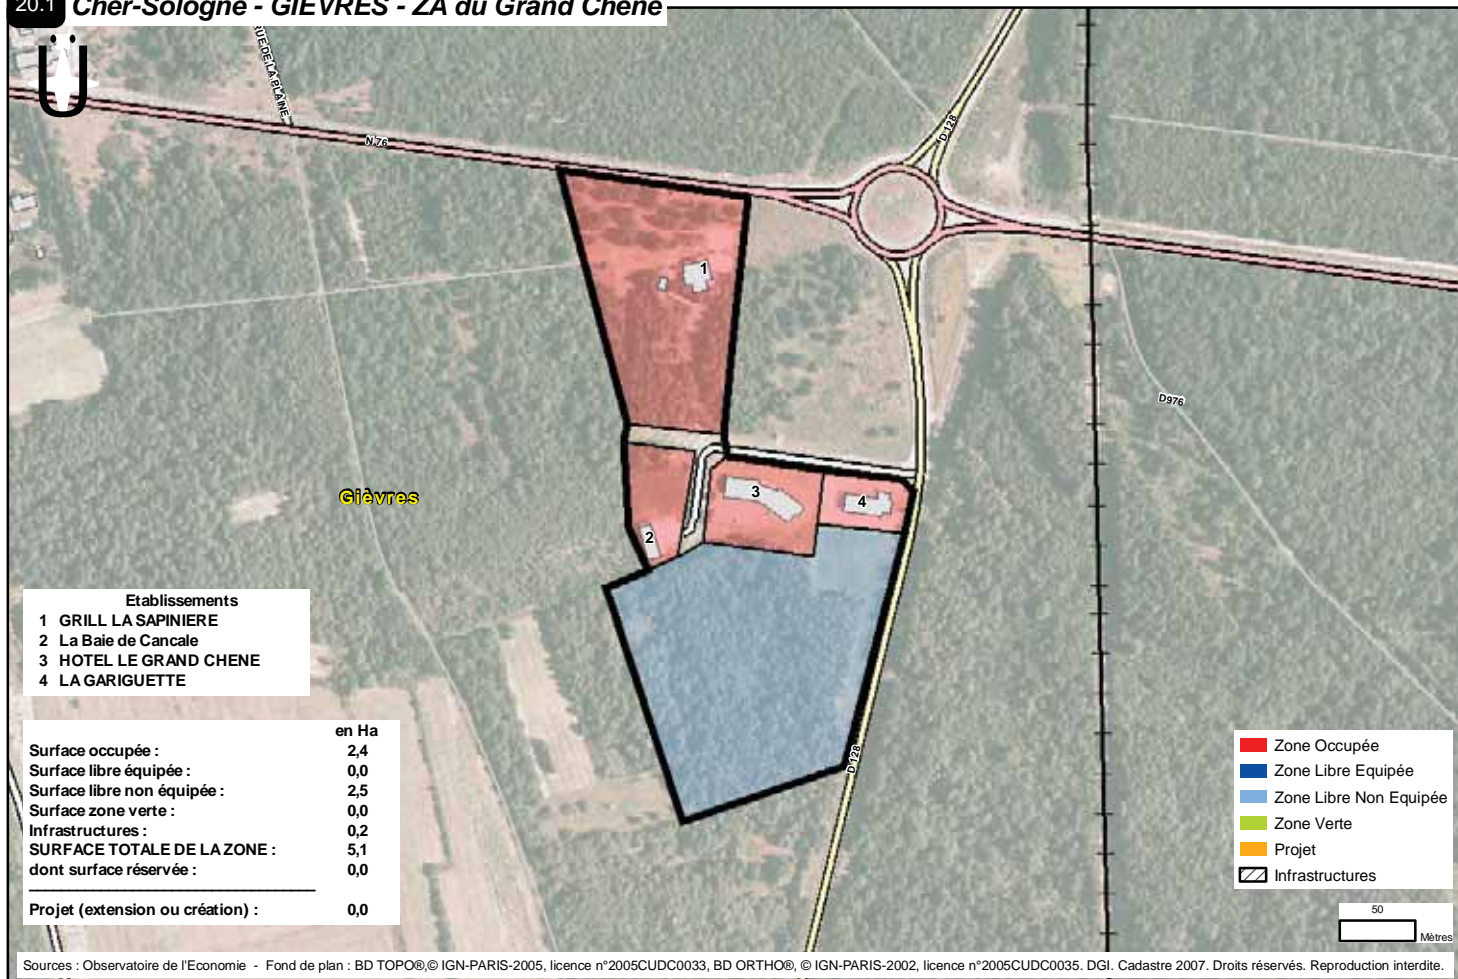 20.1 Cher-Sologne - GIEVRES - ZA du Grand Chêne
Ü
RUE DE LA PLAINE
N 76
D 128
D976
1
2
3
4
Gièvres
D 128
Etablissements
1 GRILL LA SAPINIERE
2 La Baie de Cancale
3 HOTEL LE GRAND CHENE
4 LA GARIGUETTE
en Ha
Surface occupée : 2,4
Surface libre équipée : 0,0
Surface libre non équipée : 2,5
Surface zone verte : 0,0
Infrastructures : 0,2
SURFACE TOTALE DE LA ZONE : 5,1
dont surface réservée : 0,0
Projet (extension ou création) : 0,0
Zone Occupée
Zone Libre Equipée
Zone Libre Non Equipée
Zone Verte
Projet
Infrastructures
50
Mètres
Sources : Observatoire de l'Economie - Fond de plan : BD TOPO®,© IGN-PARIS-2005, licence n°2005CUDC0033, BD ORTHO®, © IGN-PARIS-2002, licence n°2005CUDC0035. DGI. Cadastre 2007. Droits réservés. Reproduction interdite.